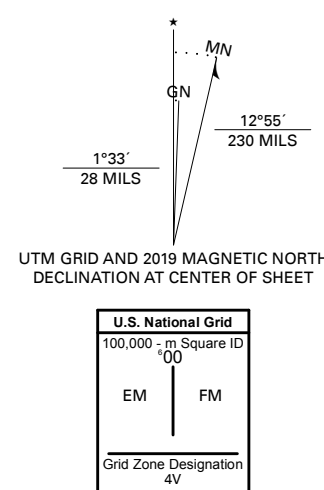 ★
MN
GN
12°55´
230 MILS
1°33´
28 MILS
UTM GRID AND 2019 MAGNETIC NORTH
DECLINATION AT CENTER OF SHEET
U.S. National Grid
100,000 - m Square ID
⁶00
EM FM
Grid Zone Designation
4V